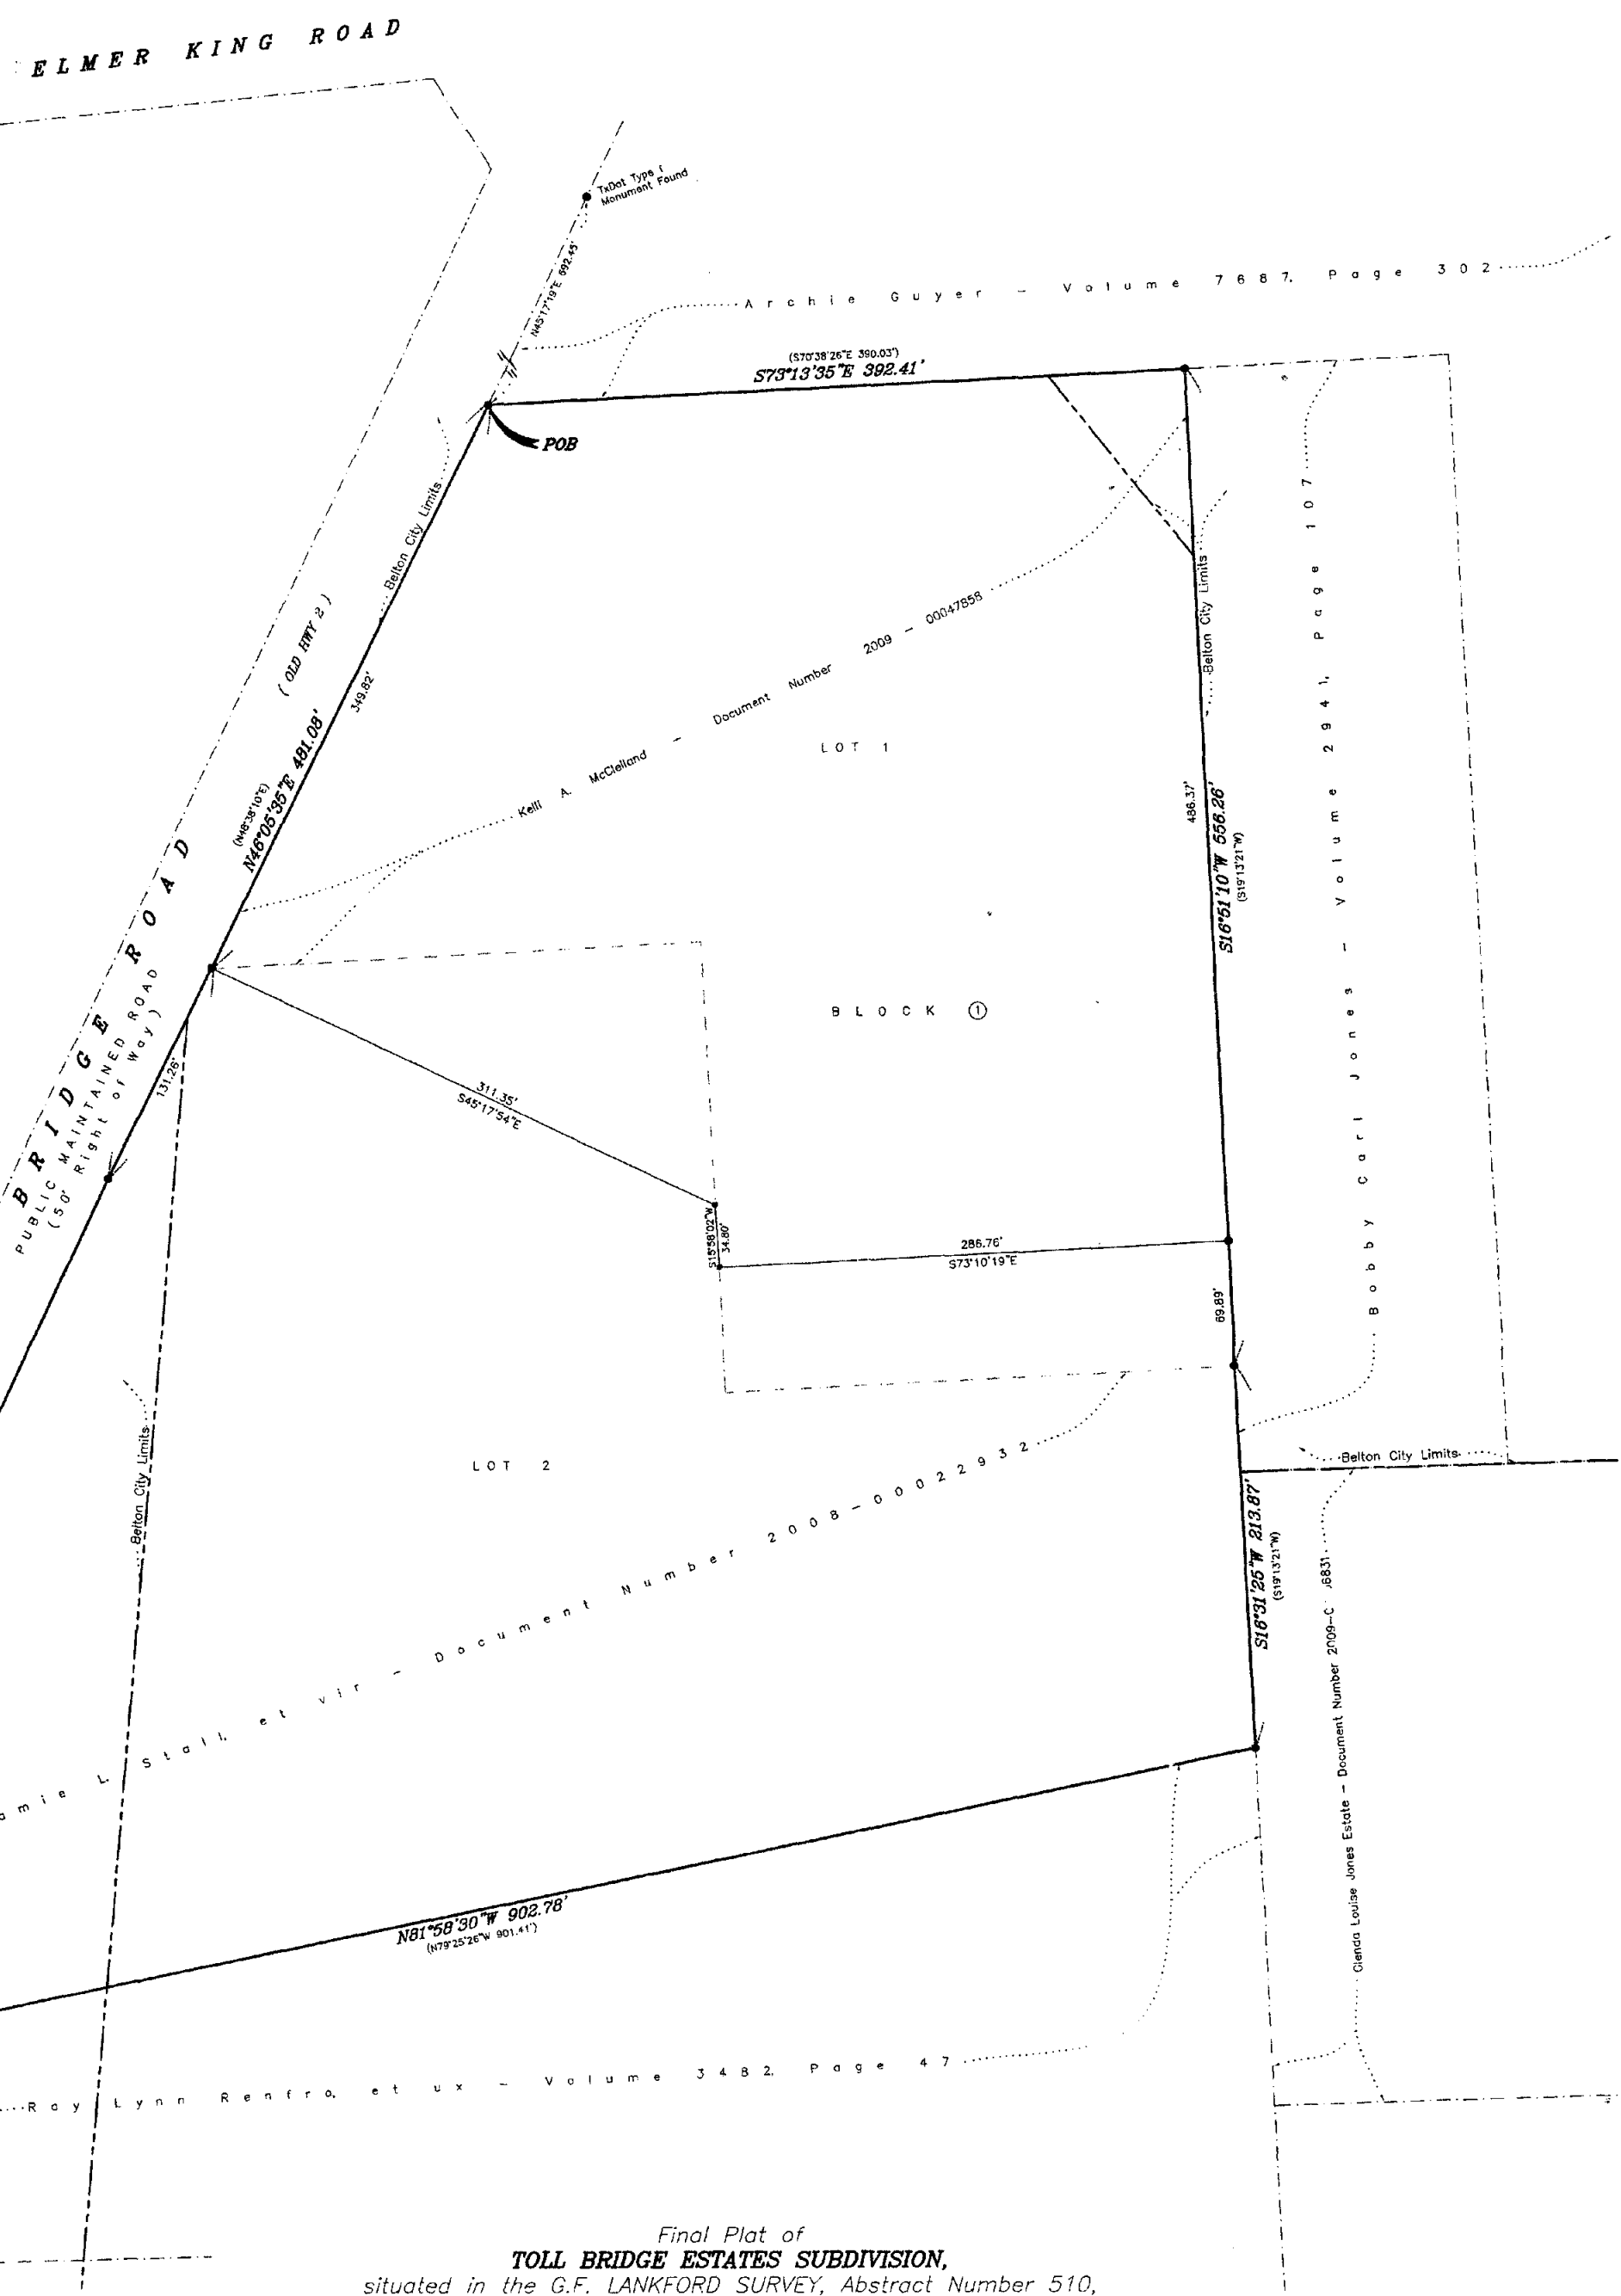 ELMER KING ROAD
TxDot Type I
Monument Found
N45°17'19"E 692.45'
Archie Guyer - Volume 7687, Page 302
(S70°38'26"E 390.03')
S73°13'35"E 392.41'
POB
Belton City Limits
(OLD HWY 2)
349.82'
(N48°38'10"E)
N46°05'35"E 481.08'
Kelli A. McClelland - Document Number 2009 - 00047858
LOT 1
Belton City Limits
486.37'
S16°51'10"W 556.26'
(S19°13'21"W)
Bobby Carl Jones - Volume 2941, Page 107
BRIDGE ROAD
PUBLIC MAINTAINED ROAD
(50' Right of Way)
131.26'
BLOCK 1
311.35'
S45°17'54"E
S15°58'02"W
34.80'
286.76'
S73°10'19"E
69.89'
Belton City Limits
Belton City Limits
LOT 2
amie L. Stall, et vir - Document Number 2008-00022932
S16°31'25"W 213.87'
(S19°13'21"W)
Glenda Louise Jones Estate - Document Number 2009-
6831
N81°58'30"W 902.78'
(N79°25'26"W 901.41')
Ray Lynn Renfro, et ux - Volume 3482, Page 47
Final Plat of
TOLL BRIDGE ESTATES SUBDIVISION,
situated in the G.F. LANKFORD SURVEY, Abstract Number 510,